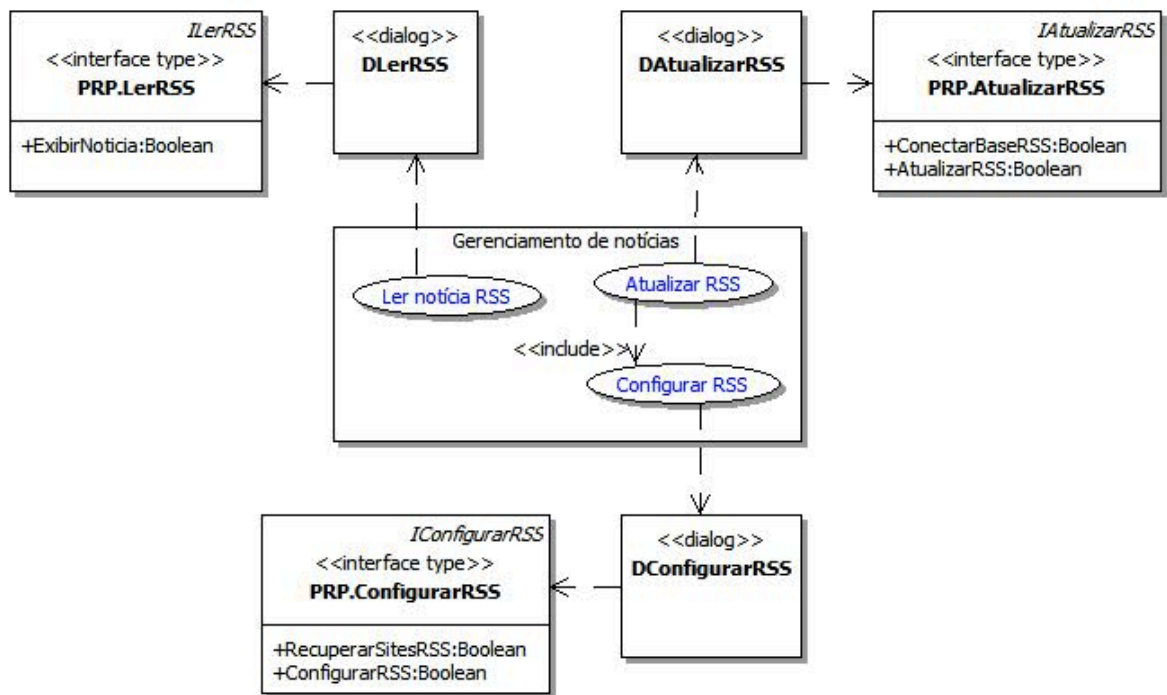 ILerRSS
<<interface type>>
PRP.LerRSS
+ExibirNoticia:Boolean
<<dialog>>
DLerRSS
<<dialog>>
DAtualizarRSS
IAtualizarRSS
<<interface type>>
PRP.AtualizarRSS
+ConectarBaseRSS:Boolean
+AtualizarRSS:Boolean
Gerenciamento de notícias
Ler notícia RSS
Atualizar RSS
<<include>>
Configurar RSS
IConfigurarRSS
<<interface type>>
PRP.ConfigurarRSS
+RecuperarSitesRSS:Boolean
+ConfigurarRSS:Boolean
<<dialog>>
DConfigurarRSS